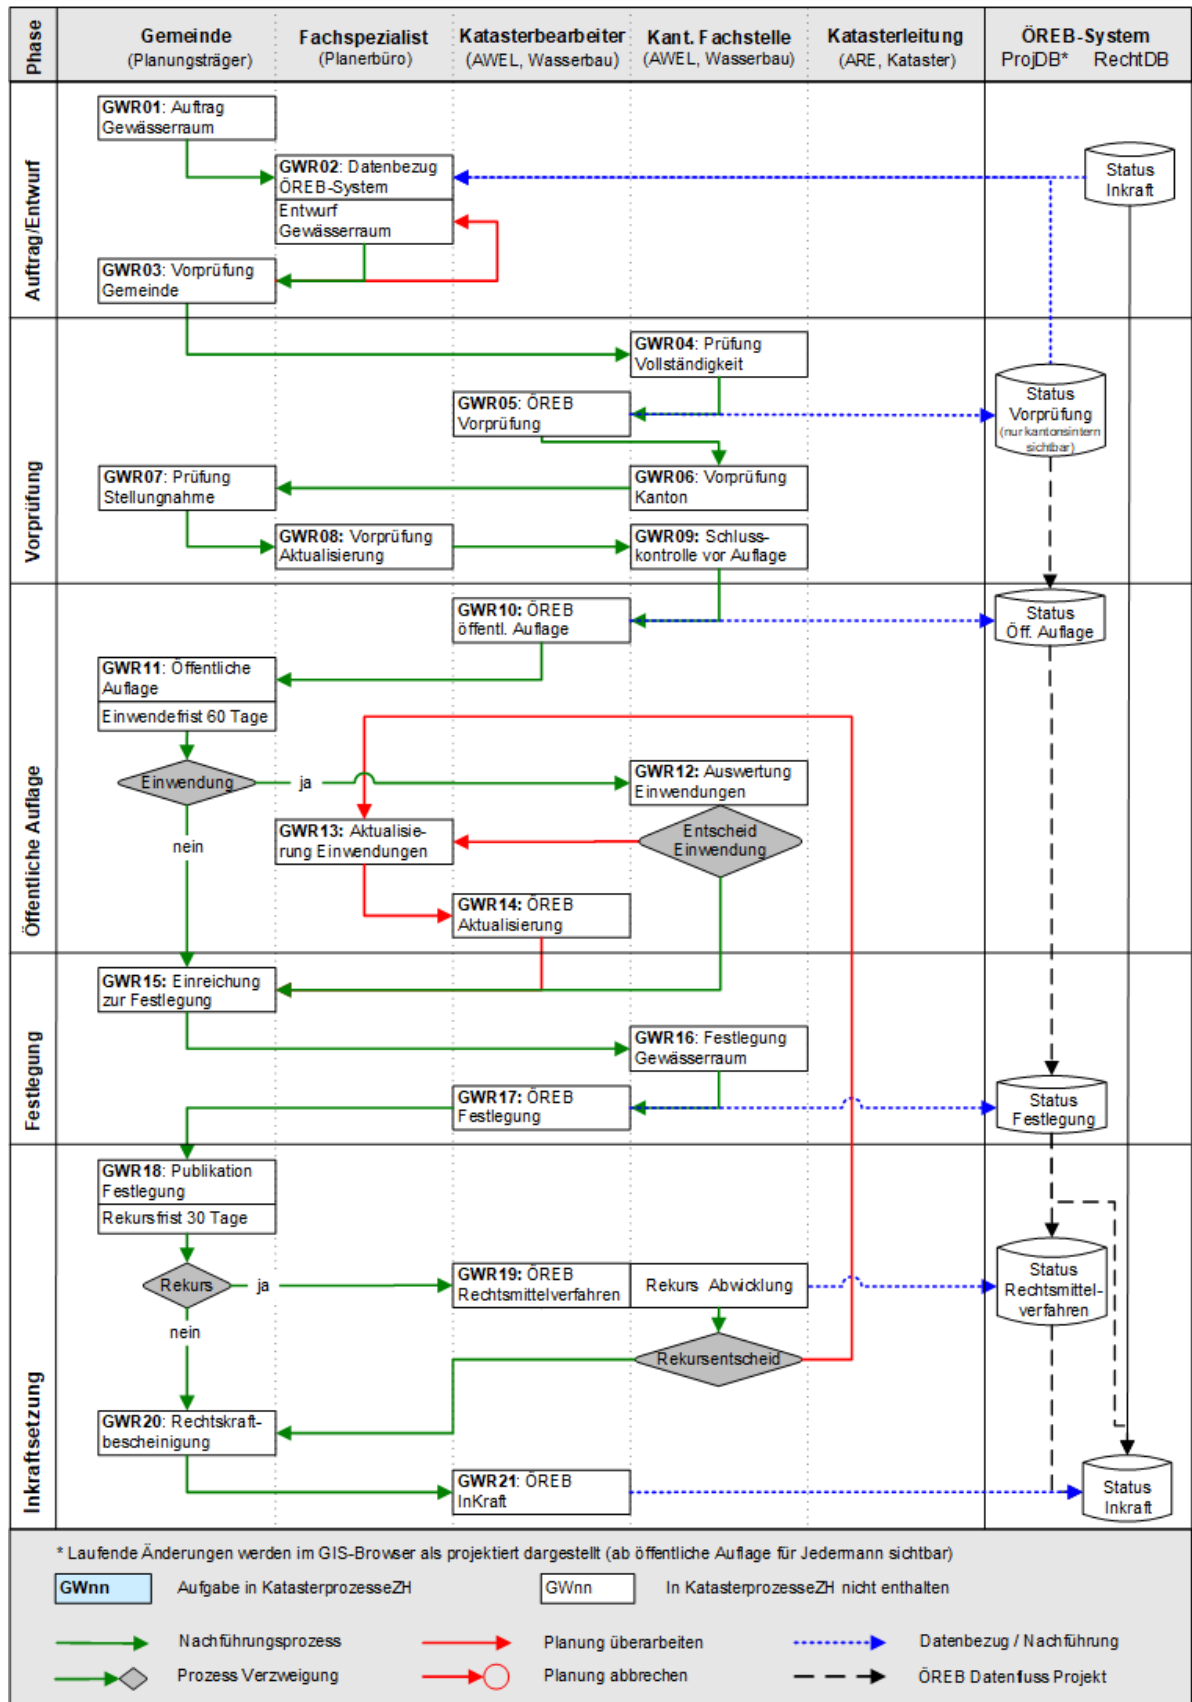 Phase
Gemeinde
(Planungsträger)
Fachspezialist
(Planerbüro)
Katasterbearbeiter
(AWEL, Wasserbau)
Kant. Fachstelle
(AWEL, Wasserbau)
Katasterleitung
(ARE, Kataster)
ÖREB-System
ProjDB* RechtDB
Auftrag/Entwurf
GWR01: Auftrag
Gewässerraum
GWR02: Datenbezug
ÖREB-System
Entwurf
Gewässerraum
Status
Inkraft
GWR03: Vorprüfung
Gemeinde
Vorprüfung
GWR04: Prüfung
Vollständigkeit
GWR05: ÖREB
Vorprüfung
Status
Vorprüfung
(nur kantonsintern
sichtbar)
GWR07: Prüfung
Stellungnahme
GWR06: Vorprüfung
Kanton
GWR08: Vorprüfung
Aktualisierung
GWR09: Schluss-
kontrolle vor Auflage
Öffentliche Auflage
GWR10: ÖREB
öffentl. Auflage
Status
Öff. Auflage
GWR11: Öffentliche
Auflage
Einwendefrist 60 Tage
Einwendung
ja
nein
GWR12: Auswertung
Einwendungen
GWR13: Aktualisie-
rung Einwendungen
Entscheid
Einwendung
GWR14: ÖREB
Aktualisierung
Festlegung
GWR15: Einreichung
zur Festlegung
GWR16: Festlegung
Gewässerraum
GWR17: ÖREB
Festlegung
Status
Festlegung
Inkraftsetzung
GWR18: Publikation
Festlegung
Rekursfrist 30 Tage
Rekurs
ja
nein
GWR19: ÖREB
Rechtsmittelverfahren
Rekurs Abwicklung
Status
Rechtsmittel-
verfahren
Rekursentscheid
GWR20: Rechtskraft-
bescheinigung
GWR21: ÖREB
InKraft
Status
Inkraft
* Laufende Änderungen werden im GIS-Browser als projektiert dargestellt (ab öffentliche Auflage für Jedermann sichtbar)
GWnn Aufgabe in KatasterprozesseZH
GWnn In KatasterprozesseZH nicht enthalten
Nachführungsprozess
Planung überarbeiten
Datenbezug / Nachführung
Prozess Verzweigung
Planung abbrechen
ÖREB Datenfluss Projekt